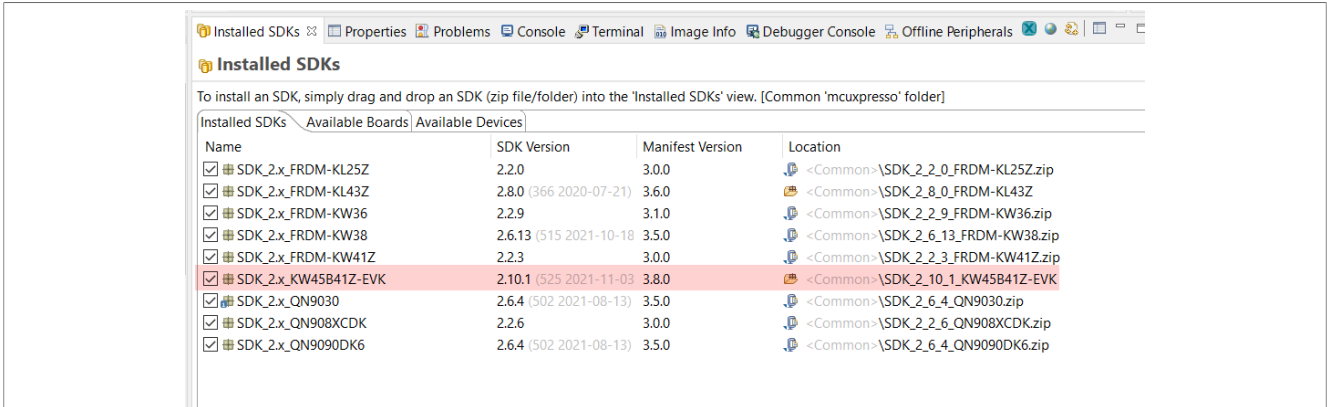 Installed SDKs Properties Problems Console Terminal Image Info Debugger Console Offline Peripherals
Installed SDKs
To install an SDK, simply drag and drop an SDK (zip file/folder) into the 'Installed SDKs' view. [Common 'mcuxpresso' folder]
Installed SDKs Available Boards Available Devices
Name SDK Version Manifest Version Location
SDK_2.x_FRDM-KL25Z 2.2.0 3.0.0 <Common>\SDK_2_2_0_FRDM-KL25Z.zip
SDK_2.x_FRDM-KL43Z 2.8.0 (366 2020-07-21) 3.6.0 <Common>\SDK_2_8_0_FRDM-KL43Z
SDK_2.x_FRDM-KW36 2.2.9 3.1.0 <Common>\SDK_2_2_9_FRDM-KW36.zip
SDK_2.x_FRDM-KW38 2.6.13 (515 2021-10-18 3.5.0 <Common>\SDK_2_6_13_FRDM-KW38.zip
SDK_2.x_FRDM-KW41Z 2.2.3 3.0.0 <Common>\SDK_2_2_3_FRDM-KW41Z.zip
SDK_2.x_KW45B41Z-EVK 2.10.1 (525 2021-11-03 3.8.0 <Common>\SDK_2_10_1_KW45B41Z-EVK
SDK_2.x_QN9030 2.6.4 (502 2021-08-13) 3.5.0 <Common>\SDK_2_6_4_QN9030.zip
SDK_2.x_QN908XCDK 2.2.6 3.0.0 <Common>\SDK_2_2_6_QN908XCDK.zip
SDK_2.x_QN9090DK6 2.6.4 (502 2021-08-13) 3.5.0 <Common>\SDK_2_6_4_QN9090DK6.zip